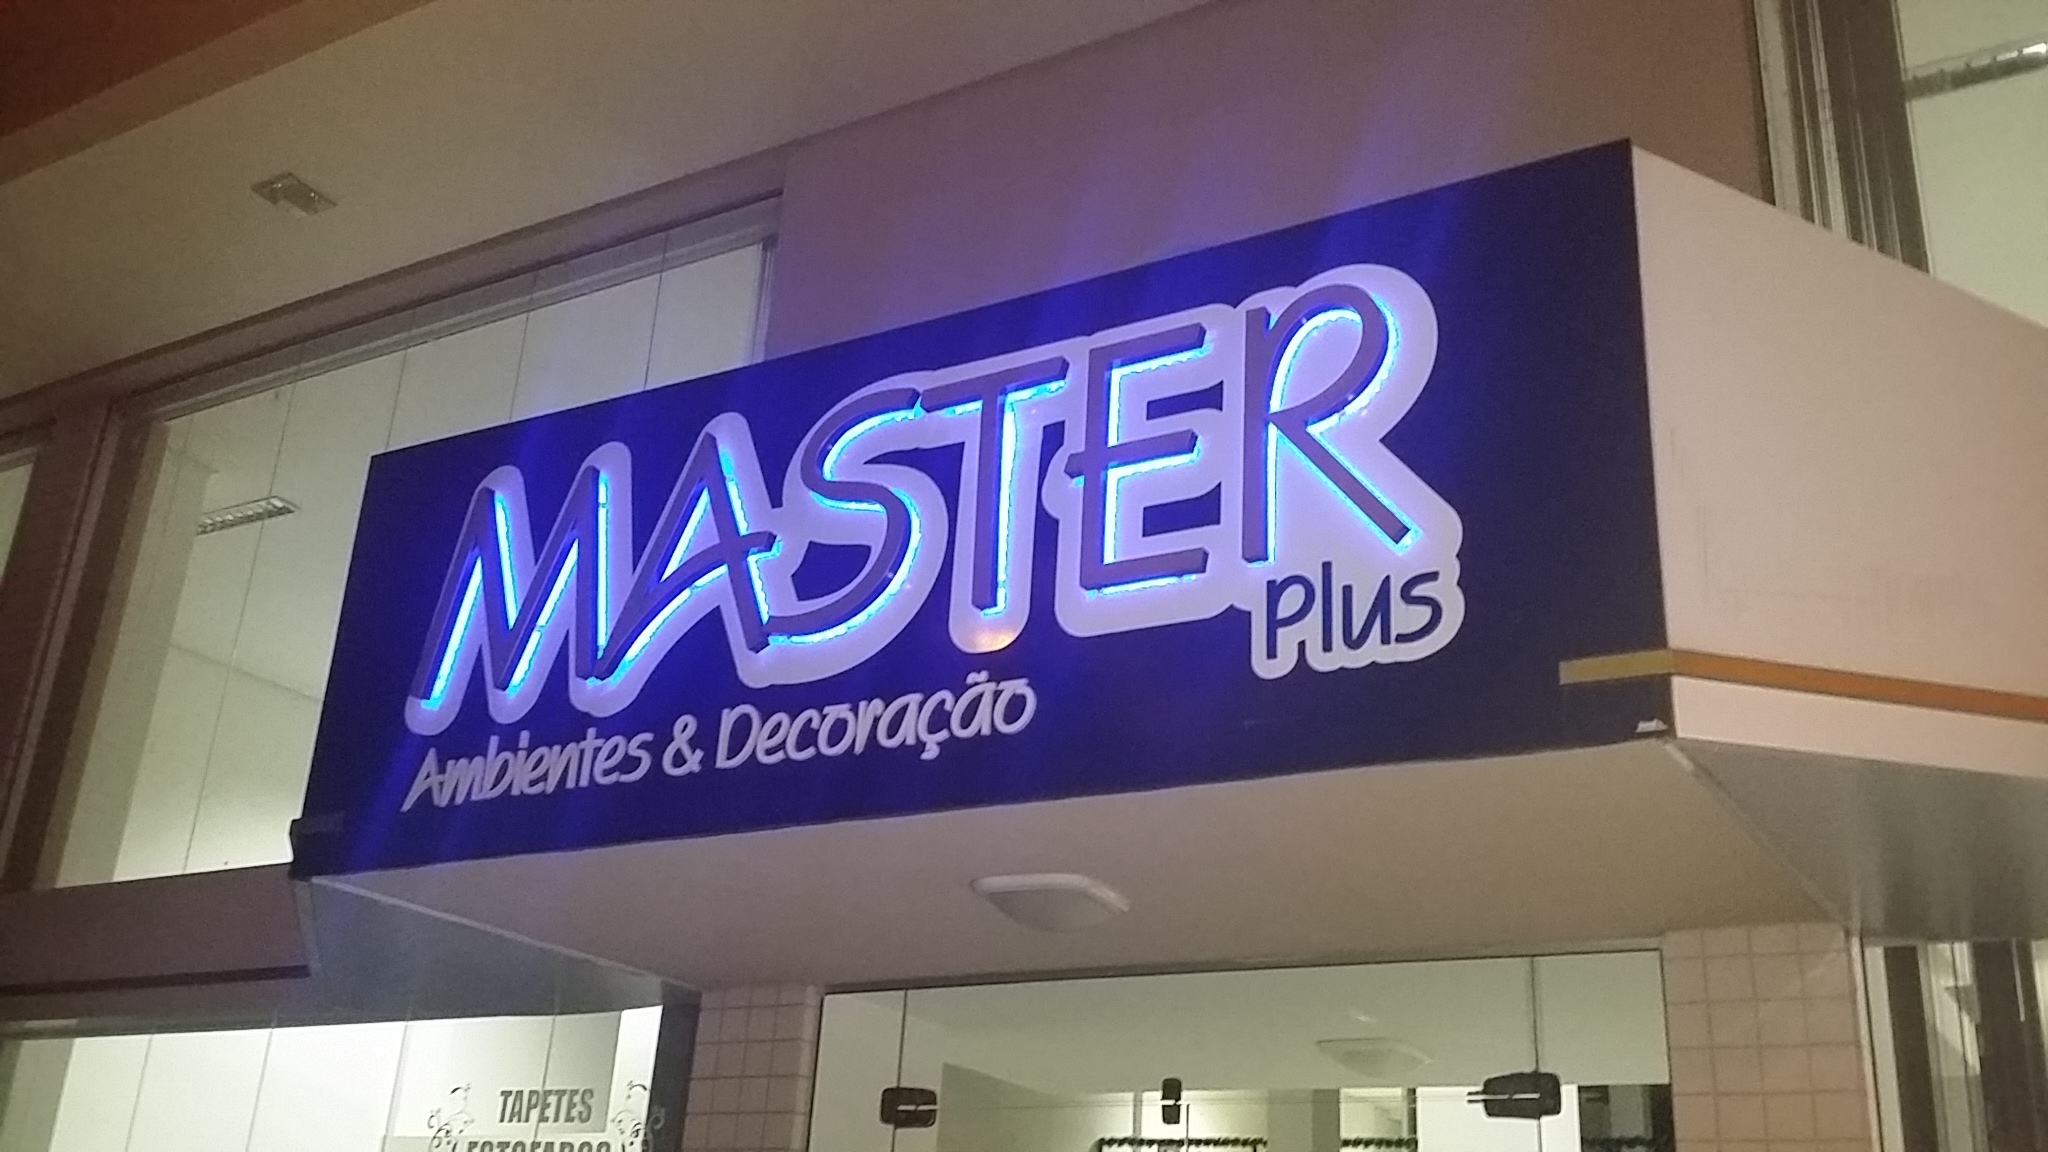 MASTER
Plus
Ambientes & Decoração
TAPETES